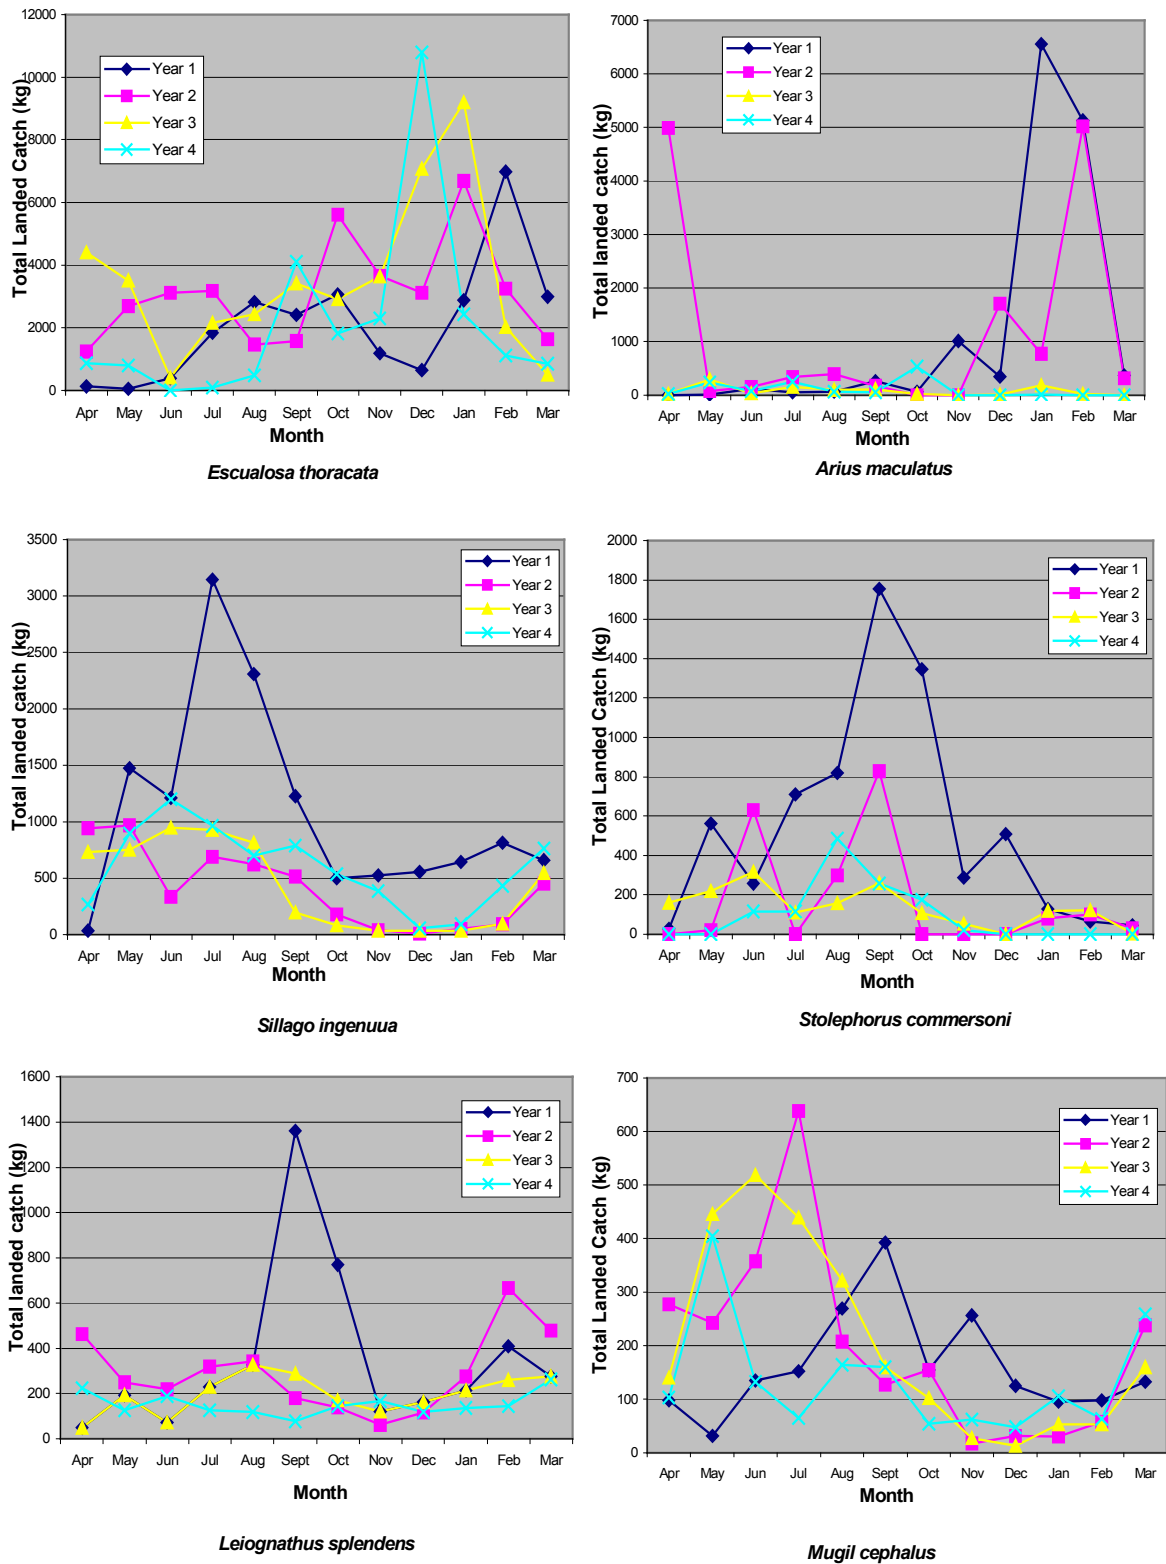 12000
10000
8000
6000
4000
2000
0
Total Landed Catch (kg)
Year 1
Year 2
Year 3
Year 4
Apr May Jun Jul Aug Sept Oct Nov Dec Jan Feb Mar
Month
Escualosa thoracata
7000
6000
5000
4000
3000
2000
1000
0
Total landed catch (kg)
Year 1
Year 2
Year 3
Year 4
Apr May Jun Jul Aug Sept Oct Nov Dec Jan Feb Mar
Month
Arius maculatus
3500
3000
2500
2000
1500
1000
500
0
Total landed catch (kg)
Year 1
Year 2
Year 3
Year 4
Apr May Jun Jul Aug Sept Oct Nov Dec Jan Feb Mar
Month
Sillago ingenuua
2000
1800
1600
1400
1200
1000
800
600
400
200
0
Total Landed Catch (kg)
Year 1
Year 2
Year 3
Year 4
Apr May Jun Jul Aug Sept Oct Nov Dec Jan Feb Mar
Month
Stolephorus commersoni
1600
1400
1200
1000
800
600
400
200
0
Total landed catch (kg)
Year 1
Year 2
Year 3
Year 4
Apr May Jun Jul Aug Sept Oct Nov Dec Jan Feb Mar
Month
Leiognathus splendens
700
600
500
400
300
200
100
0
Total Landed Catch (kg)
Year 1
Year 2
Year 3
Year 4
Apr May Jun Jul Aug Sept Oct Nov Dec Jan Feb Mar
Month
Mugil cephalus